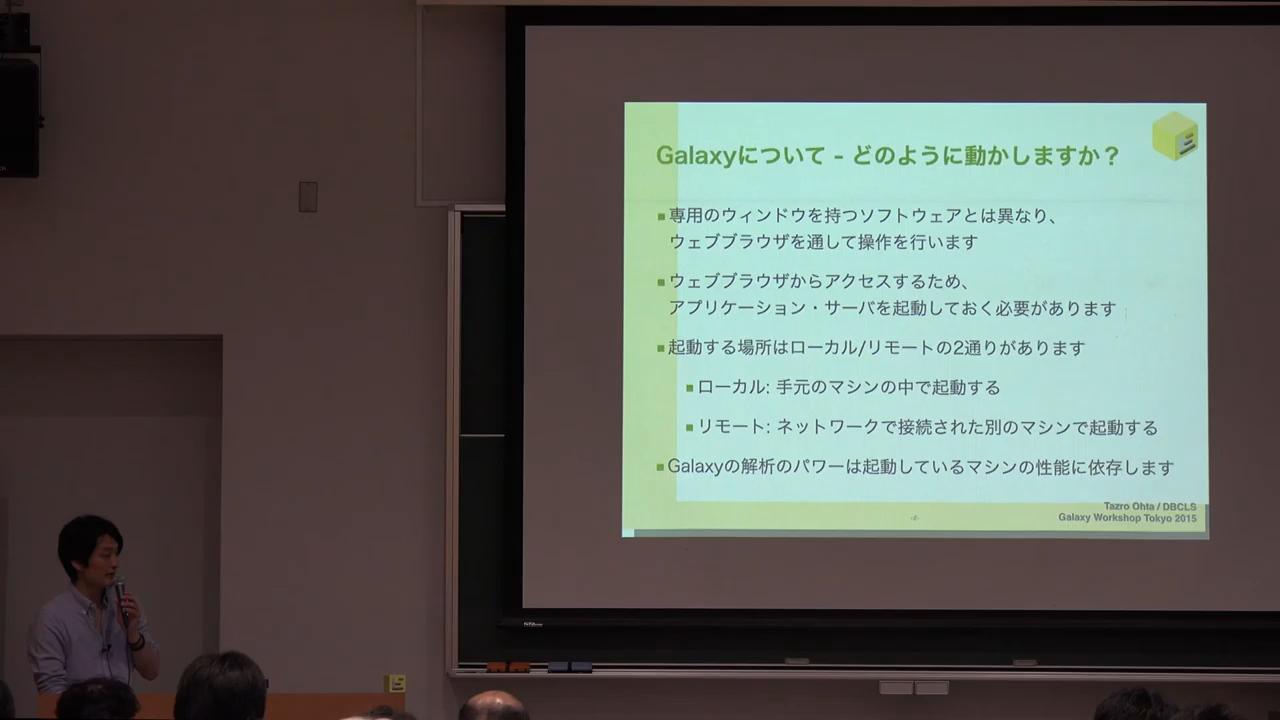 Galaxyについて - どのように動かしますか？
専用のウィンドウを持つソフトウェアとは異なり、
ウェブブラウザを通して操作を行います
ウェブブラウザからアクセスするため、
アプリケーション・サーバを起動しておく必要があります
起動する場所はローカル/リモートの2通りがあります
ローカル: 手元のマシンの中で起動する
リモート: ネットワークで接続された別のマシンで起動する
Galaxyの解析のパワーは起動しているマシンの性能に依存します
Tazro Ohta / DBCLS
Galaxy Workshop Tokyo 2015